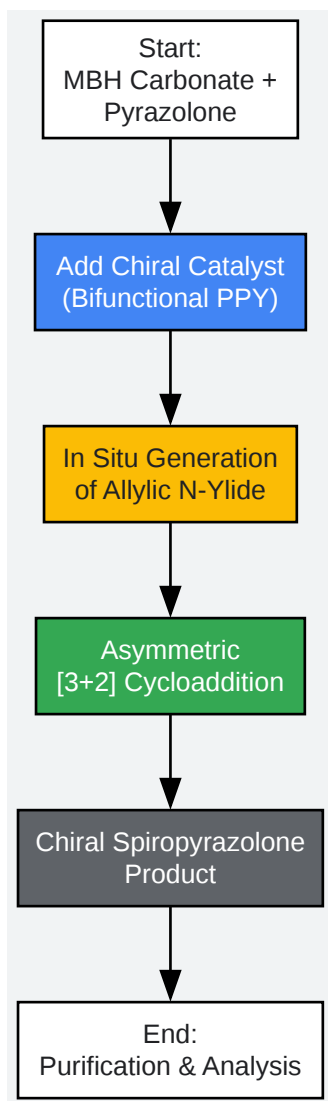 Start:
MBH Carbonate +
Pyrazolone
Add Chiral Catalyst
(Bifunctional PPY)
In Situ Generation
of Allylic N-Ylide
Asymmetric
[3+2] Cycloaddition
Chiral Spiropyrazolone
Product
End:
Purification & Analysis